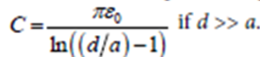 C = πε₀ / ln((d/a)−1) if d >> a.